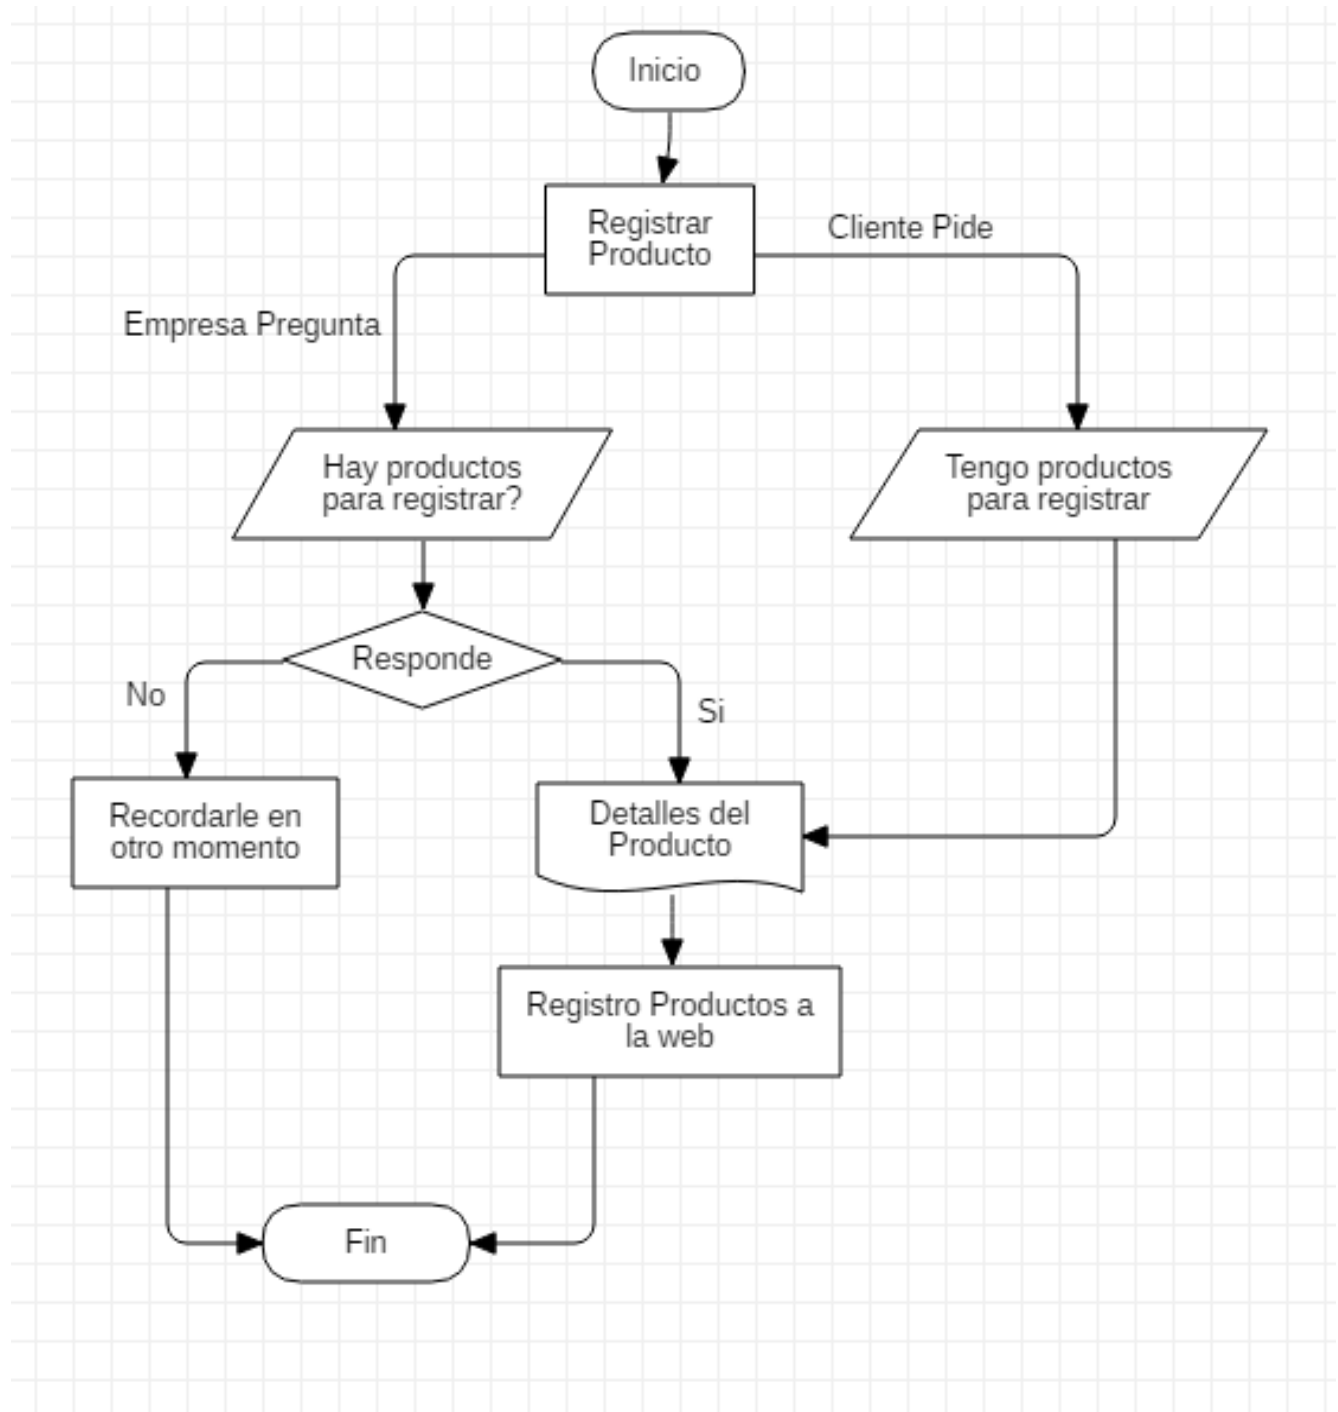 Inicio
Registrar
Producto
Cliente Pide
Empresa Pregunta
Hay productos
para registrar?
Tengo productos
para registrar
Responde
No
Si
Recordarle en
otro momento
Detalles del
Producto
Registro Productos a
la web
Fin